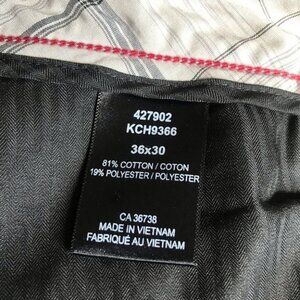 427902
KCH9366
36x30
81% COTTON / COTON
19% POLYESTER / POLYESTER
CA 36738
MADE IN VIETNAM
FABRIQUÉ AU VIETNAM